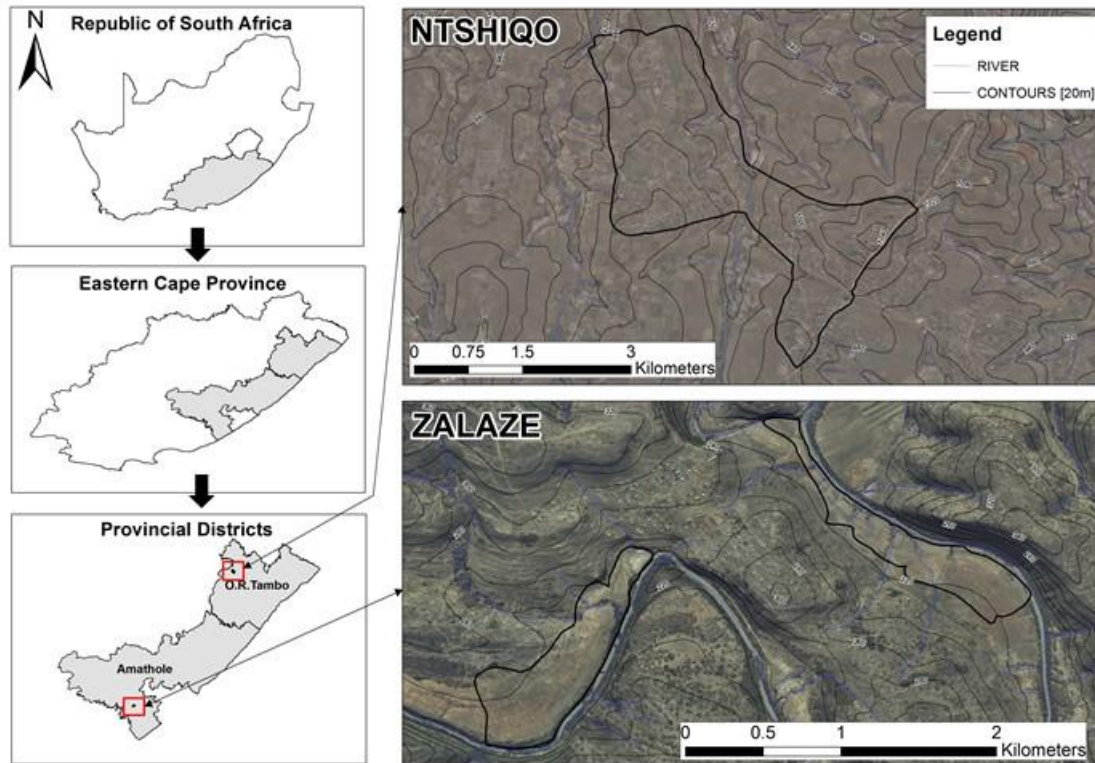 Republic of South Africa
N
Eastern Cape Province
Provincial Districts
O.R.Tambo
Amathole
NTSHIQO
Legend
RIVER
CONTOURS [20m]
0 0.75 1.5 3
Kilometers
ZALAZE
0 0.5 1 2
Kilometers